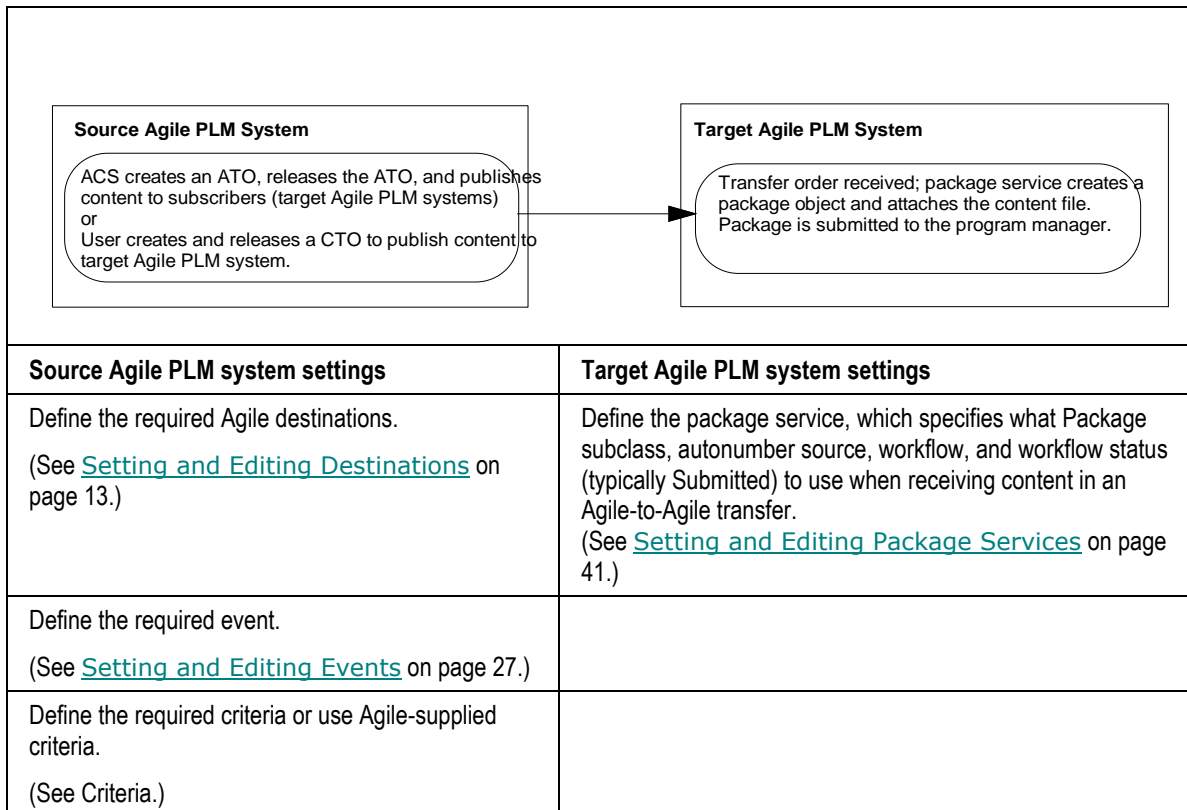 Source Agile PLM System
ACS creates an ATO, releases the ATO, and publishes
content to subscribers (target Agile PLM systems)
or
User creates and releases a CTO to publish content to
target Agile PLM system.
Target Agile PLM System
Transfer order received; package service creates a
package object and attaches the content file.
Package is submitted to the program manager.
Source Agile PLM system settings
Target Agile PLM system settings
Define the required Agile destinations.
(See Setting and Editing Destinations on
page 13.)
Define the package service, which specifies what Package
subclass, autonumber source, workflow, and workflow status
(typically Submitted) to use when receiving content in an
Agile-to-Agile transfer.
(See Setting and Editing Package Services on page
41.)
Define the required event.
(See Setting and Editing Events on page 27.)
Define the required criteria or use Agile-supplied
criteria.
(See Criteria.)